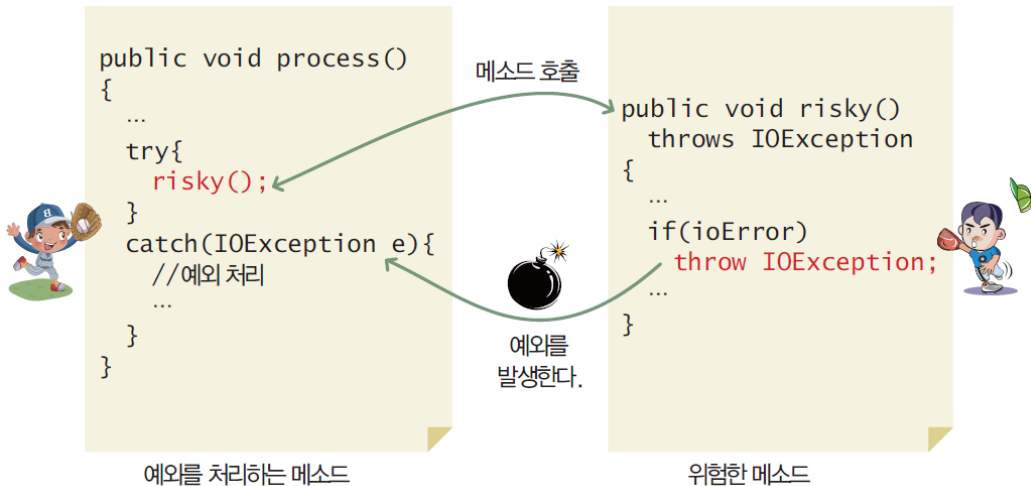 public void process()
{
…
try{
risky();
}
catch(IOException e){
//예외 처리
…
}
}
예외를 처리하는 메소드
메소드 호출
예외를
발생한다.
public void risky()
throws IOException
{
…
if(ioError)
throw IOException;
…
}
위험한 메소드